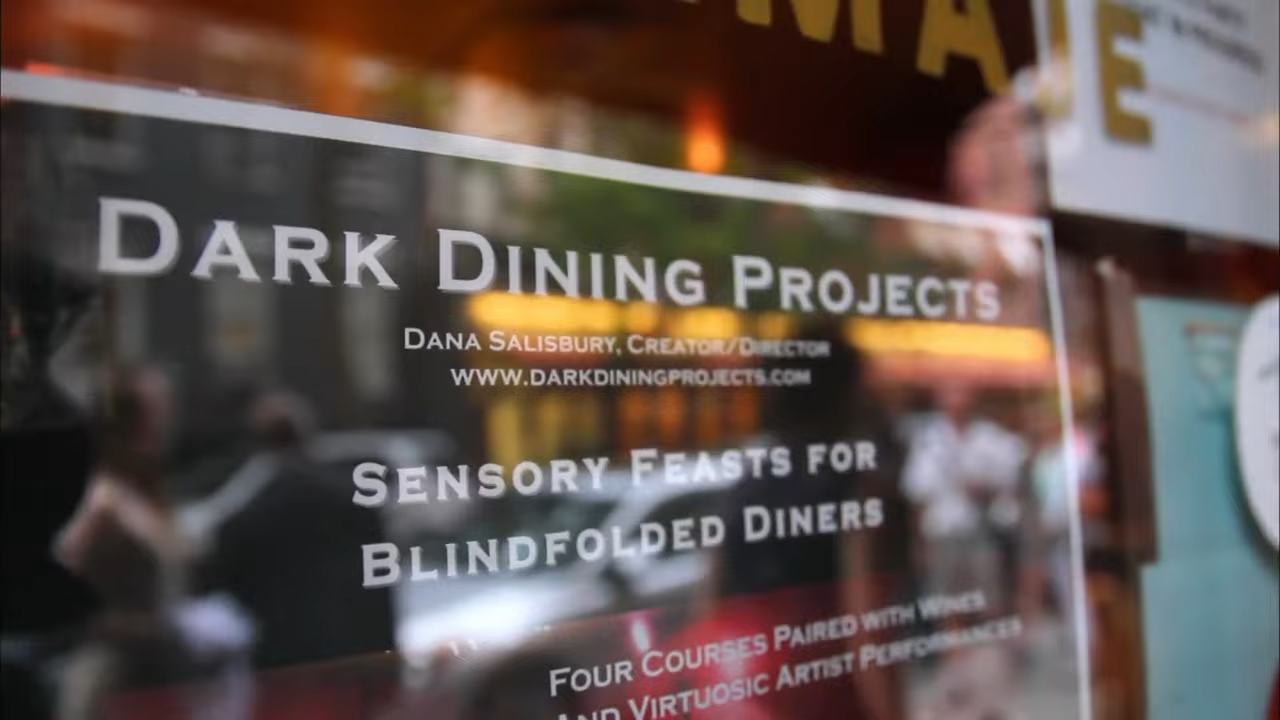 DARK DINING PROJECTS
DANA SALISBURY, CREATOR/DIRECTOR
WWW.DARKDININGPROJECTS.COM
SENSORY FEASTS FOR
BLINDFOLDED DINERS
FOUR COURSES PAIRED WITH WINES
AND VIRTUOSIC ARTIST PERFORMANCES